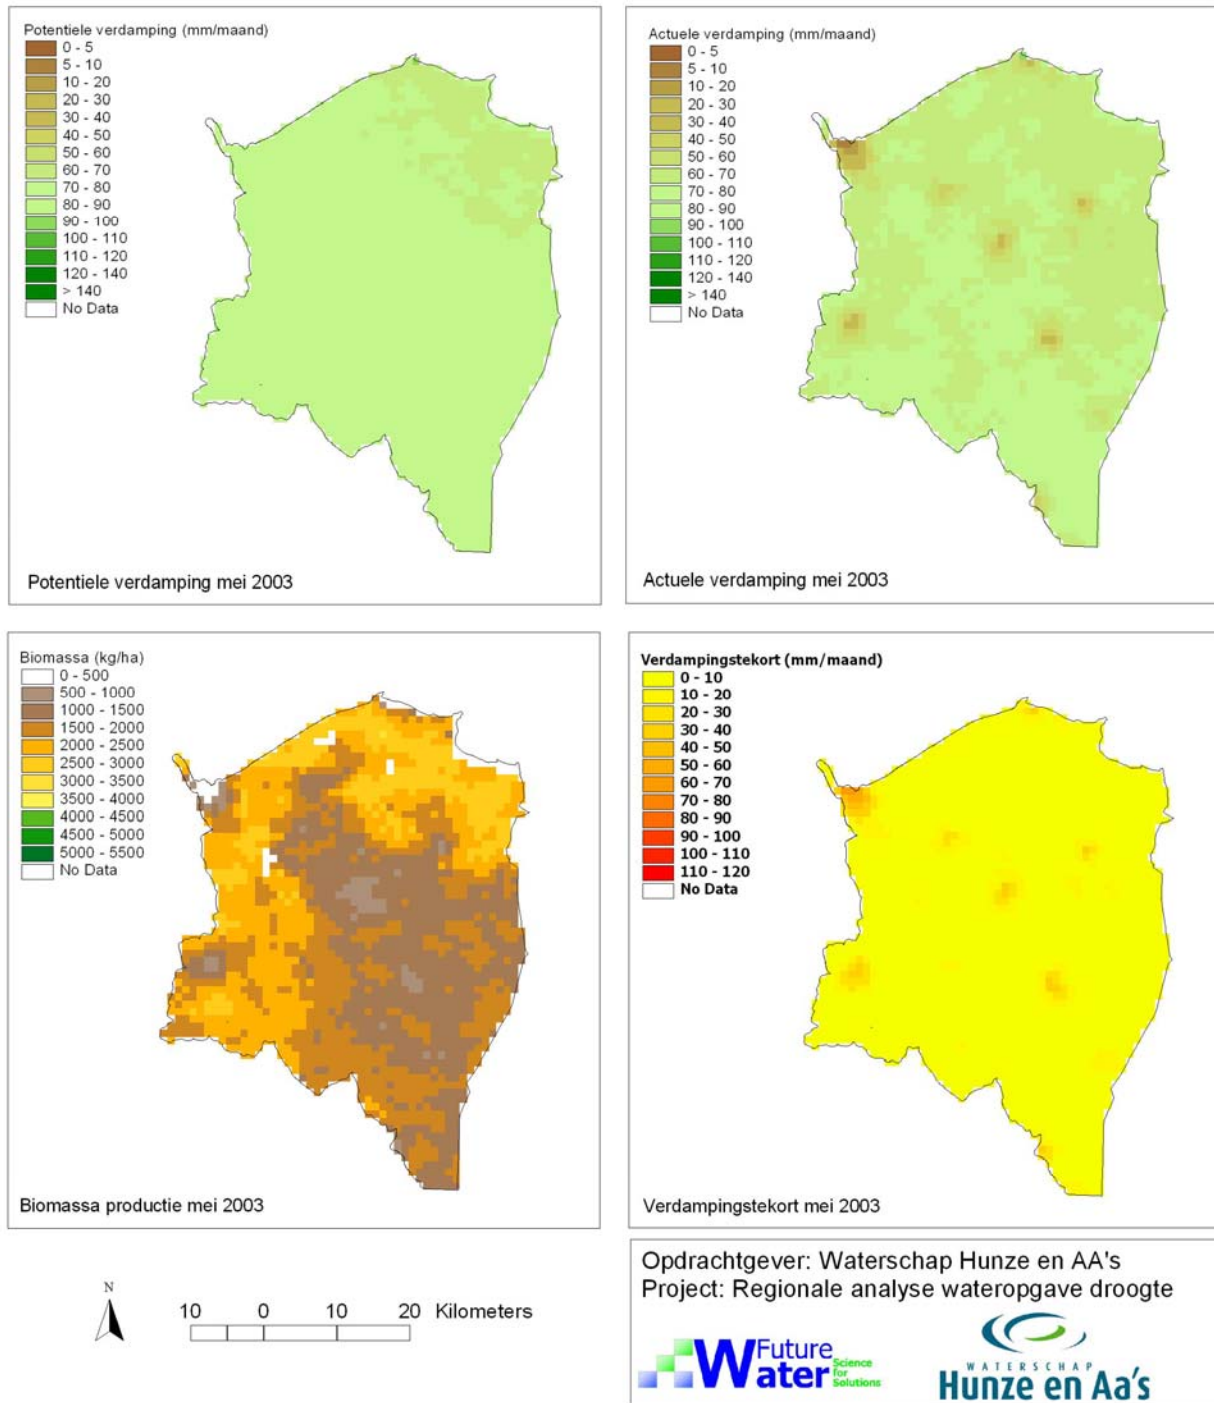 Potentiele verdamping (mm/maand)
0 - 5
5 - 10
10 - 20
20 - 30
30 - 40
40 - 50
50 - 60
60 - 70
70 - 80
80 - 90
90 - 100
100 - 110
110 - 120
120 - 140
> 140
No Data
Potentiele verdamping mei 2003
Actuele verdamping (mm/maand)
0 - 5
5 - 10
10 - 20
20 - 30
30 - 40
40 - 50
50 - 60
60 - 70
70 - 80
80 - 90
90 - 100
100 - 110
110 - 120
120 - 140
> 140
No Data
Actuele verdamping mei 2003
Biomassa (kg/ha)
0 - 500
500 - 1000
1000 - 1500
1500 - 2000
2000 - 2500
2500 - 3000
3000 - 3500
3500 - 4000
4000 - 4500
4500 - 5000
5000 - 5500
No Data
Biomassa productie mei 2003
Verdampingstekort (mm/maand)
0 - 10
10 - 20
20 - 30
30 - 40
40 - 50
50 - 60
60 - 70
70 - 80
80 - 90
90 - 100
100 - 110
110 - 120
No Data
Verdampingstekort mei 2003
N
10 0 10 20 Kilometers
Opdrachtgever: Waterschap Hunze en AA's
Project: Regionale analyse wateropgave droogte
Future
Water
Science
for
Solutions
WATERSCHAP
Hunze en Aa's